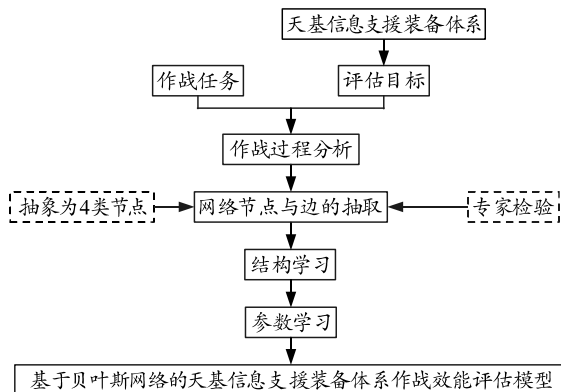 天基信息支援装备体系
作战任务
评估目标
作战过程分析
抽象为4类节点
网络节点与边的抽取
专家检验
结构学习
参数学习
基于贝叶斯网络的天基信息支援装备体系作战效能评估模型